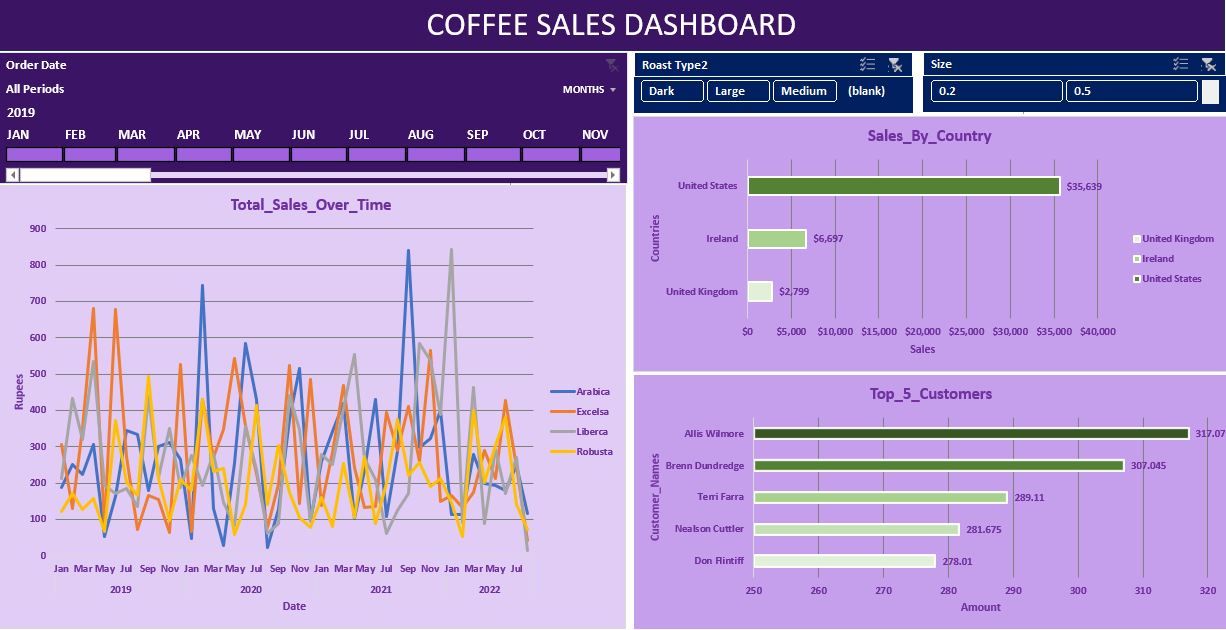 COFFEE SALES DASHBOARD
Order Date
All Periods
MONTHS
2019
JAN FEB MAR APR MAY JUN JUL AUG SEP OCT NOV
Roast Type2
Dark Large Medium (blank)
Size
0.2 0.5
Total_Sales_Over_Time
900
800
700
600
500
400
300
200
100
0
Rupees
Jan Mar May Jul Sep Nov Jan Mar May Jul Sep Nov Jan Mar May Jul Sep Nov Jan Mar May Jul
2019 2020 2021 2022
Date
Arabica
Excelsa
Liberca
Robusta
Sales_By_Country
Countries
United States $35,639
Ireland $6,697
United Kingdom $2,799
$0 $5,000 $10,000 $15,000 $20,000 $25,000 $30,000 $35,000 $40,000
Sales
United Kingdom
Ireland
United States
Top_5_Customers
Customer_Names
Allis Wilmore 317.07
Brenn Dundredge 307.045
Terri Farra 289.11
Nealson Cuttler 281.675
Don Flintiff 278.01
250 260 270 280 290 300 310 320
Amount